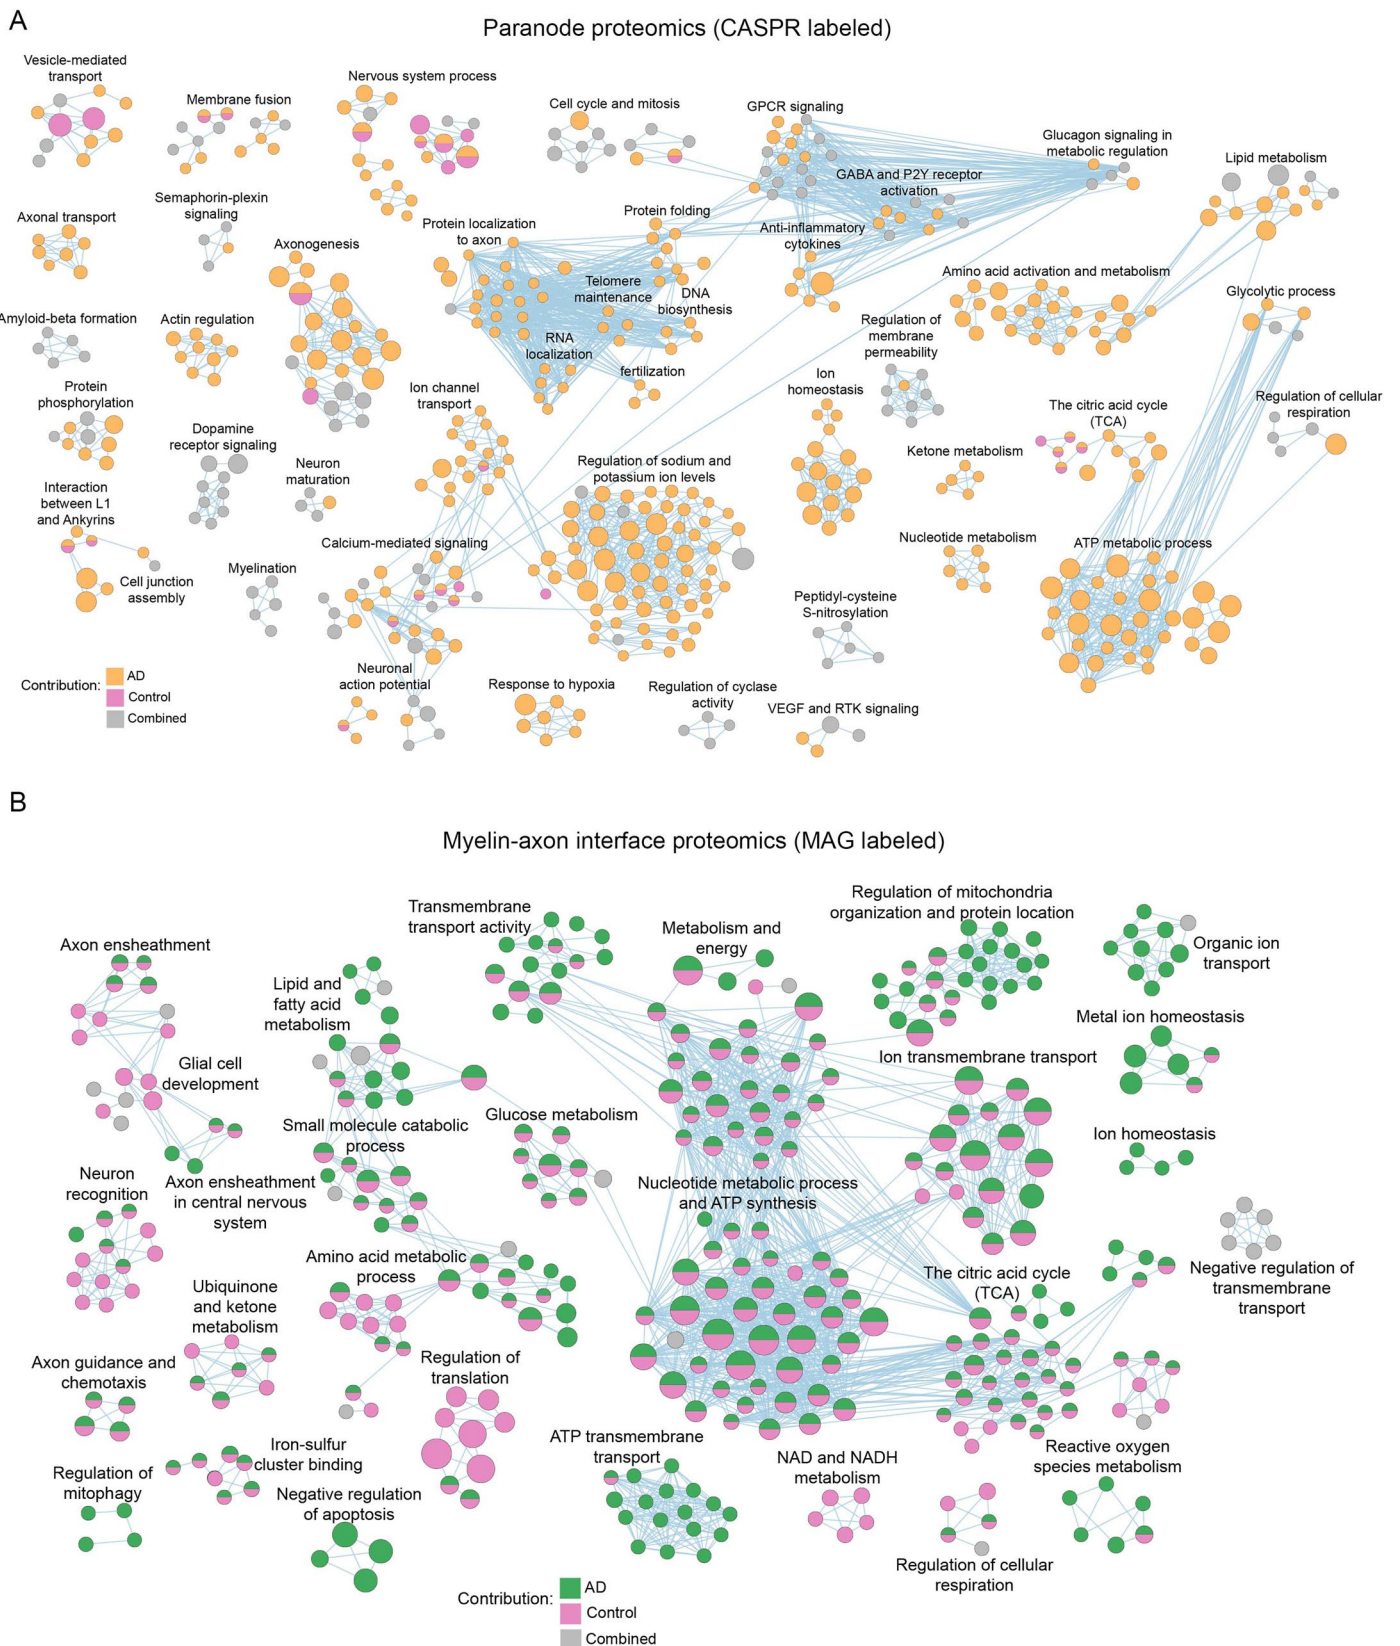 A
Paranode proteomics (CASPR labeled)
Vesicle-mediated
transport
Membrane fusion
Nervous system process
Cell cycle and mitosis
GPCR signaling
Glucagon signaling in
metabolic regulation
Lipid metabolism
GABA and P2Y receptor
activation
Semaphorin-plexin
signaling
Axonal transport
Axonogenesis
Protein localization
to axon
Protein folding
Anti-inflammatory
cytokines
Telomere
maintenance
DNA
biosynthesis
Amino acid activation and metabolism
Glycolytic process
Amyloid-beta formation
Actin regulation
RNA
localization
Regulation of
membrane
permeability
fertilization
Ion
homeostasis
Protein
phosphorylation
Ion channel
transport
The citric acid cycle
(TCA)
Regulation of cellular
respiration
Dopamine
receptor signaling
Neuron
maturation
Regulation of sodium and
potassium ion levels
Ketone metabolism
Interaction
between L1
and Ankyrins
Calcium-mediated signaling
Nucleotide metabolism
ATP metabolic process
Cell junction
assembly
Myelination
Peptidyl-cysteine
S-nitrosylation
Neuronal
action potential
Response to hypoxia
Regulation of cyclase
activity
VEGF and RTK signaling
Contribution:
AD
Control
Combined
B
Myelin-axon interface proteomics (MAG labeled)
Transmembrane
transport activity
Metabolism and
energy
Regulation of mitochondria
organization and protein location
Axon ensheathment
Organic ion
transport
Lipid and
fatty acid
metabolism
Metal ion homeostasis
Glial cell
development
Ion transmembrane transport
Small molecule catabolic
process
Glucose metabolism
Ion homeostasis
Neuron
recognition
Axon ensheathment
in central nervous
system
Nucleotide metabolic process
and ATP synthesis
Amino acid metabolic
process
The citric acid cycle
(TCA)
Negative regulation of
transmembrane
transport
Ubiquinone
and ketone
metabolism
Axon guidance and
chemotaxis
Regulation of
translation
Iron-sulfur
cluster binding
ATP transmembrane
transport
NAD and NADH
metabolism
Reactive oxygen
species metabolism
Regulation of
mitophagy
Negative regulation
of apoptosis
Regulation of cellular
respiration
Contribution:
AD
Control
Combined